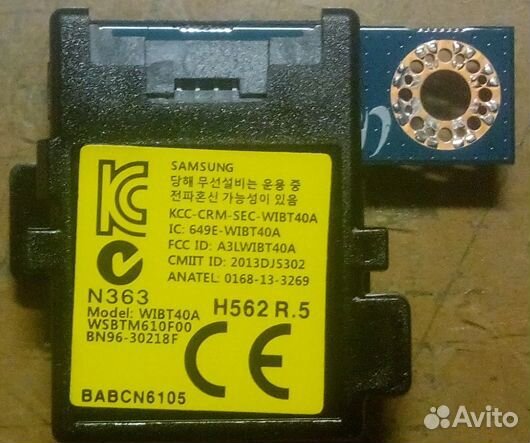 SAMSUNG
당해 무선설비는 운용 중
전파혼신 가능성이 있음
KCC-CRM-SEC-WIBT40A
IC: 649E-WIBT40A
FCC ID: A3LWIBT40A
CMIIT ID: 2013DJ5302
ANATEL: 0168-13-3269
N363
H562 R.5
Model: WIBT40A
WSBTM610F00
BN96-30218F
CE
BABCN6105
Avito